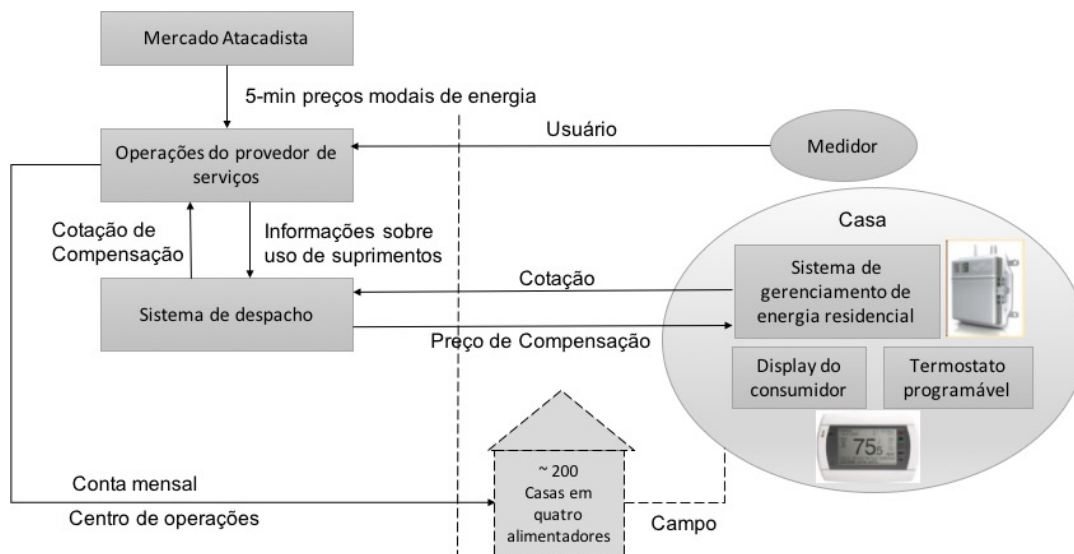 Mercado Atacadista
5-min preços modais de energia
Usuário
Medidor
Operações do provedor de
serviços
Cotação de
Compensação
Informações sobre
uso de suprimentos
Casa
Sistema de
gerenciamento de
energia residencial
Cotação
Sistema de despacho
Preço de Compensação
Display do
consumidor
Termostato
programável
75
~ 200
Casas em
quatro
alimentadores
Conta mensal
Centro de operações
Campo